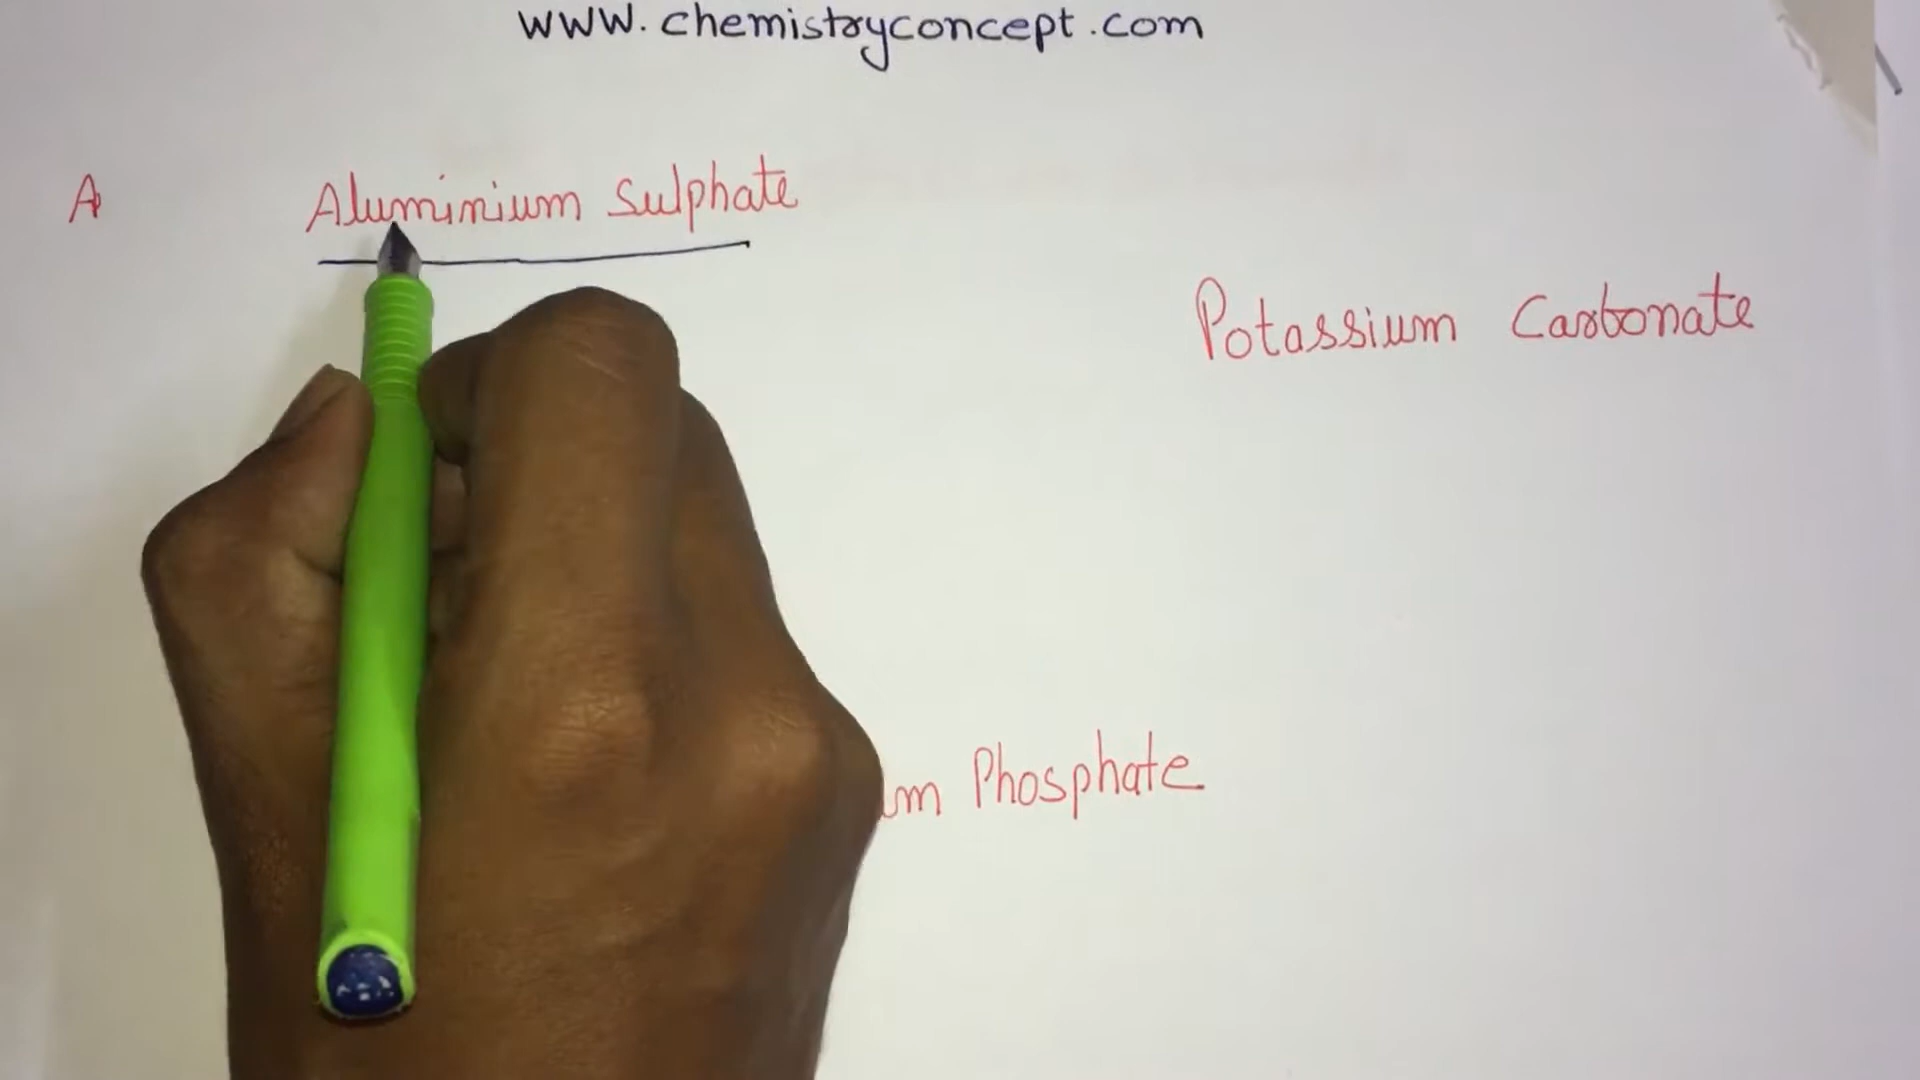 www.chemistryconcept.com
A Aluminium Sulphate
Potassium Carbonate
Phosphate